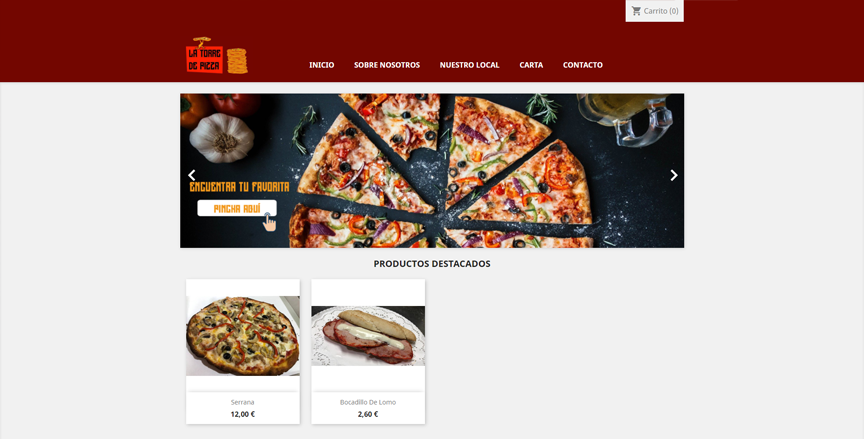 Carrito (0)
LA TORRE
DE PIZZA
INICIO SOBRE NOSOTROS NUESTRO LOCAL CARTA CONTACTO
ENCUENTRA TU FAVORITA
PINCHA AQUÍ
PRODUCTOS DESTACADOS
Serrana
12,00 €
Bocadillo De Lomo
2,60 €